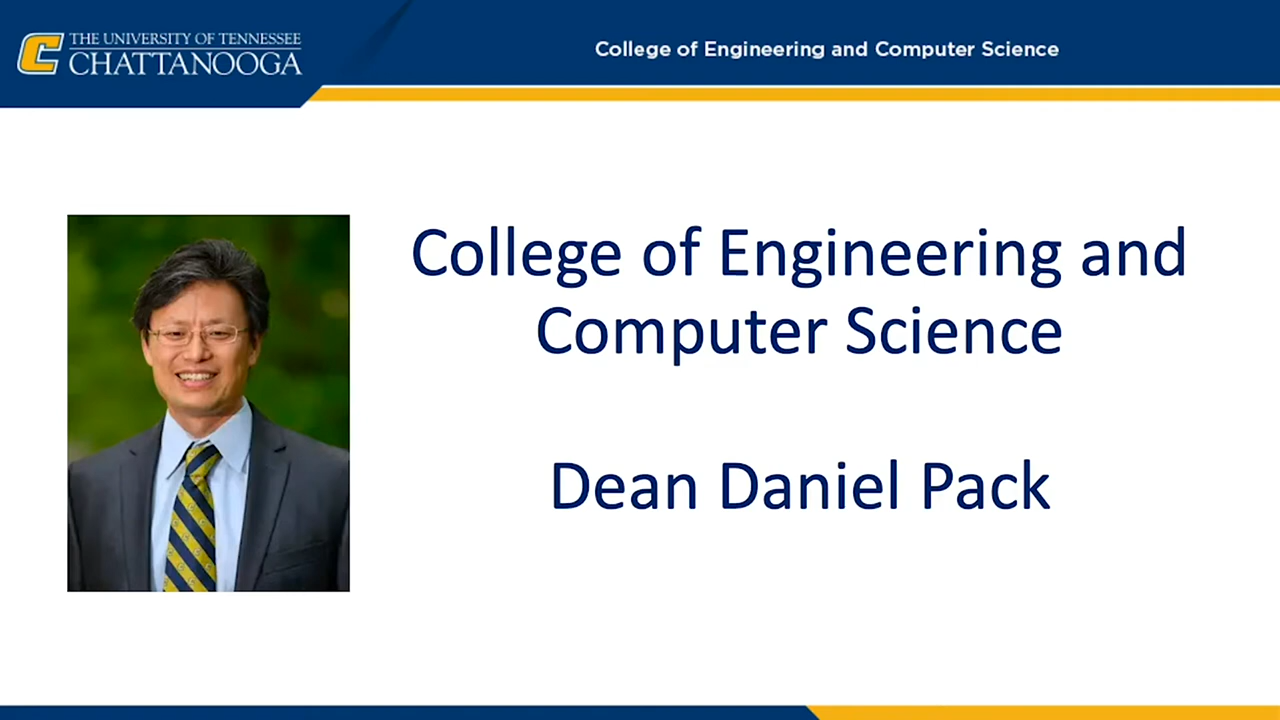 THE UNIVERSITY OF TENNESSEE
CHATTANOOGA
College of Engineering and Computer Science
College of Engineering and
Computer Science
Dean Daniel Pack